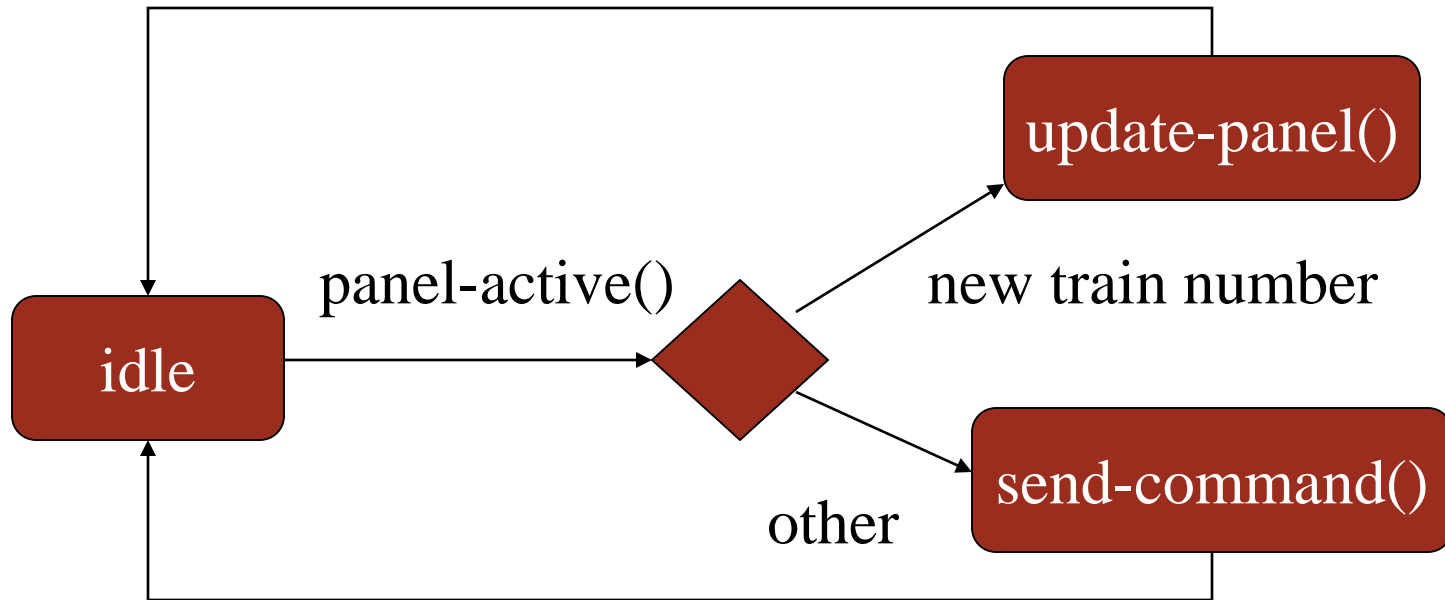 update-panel()
panel-active()
new train number
idle
send-command()
other